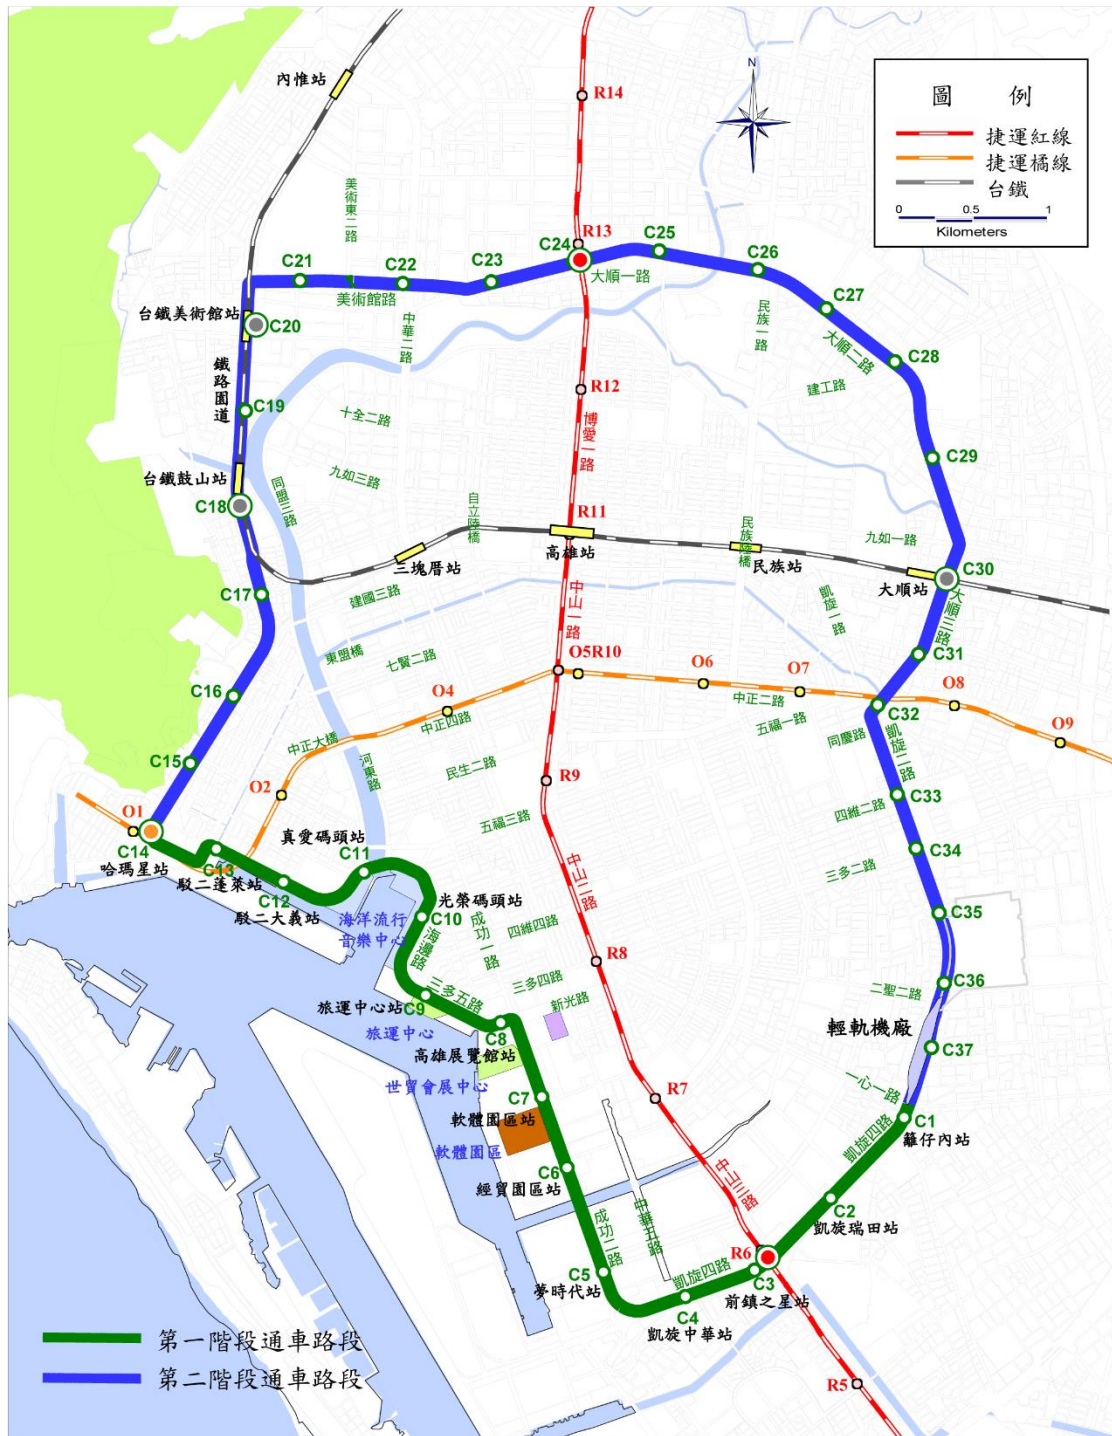 內惟站
R14
N
圖 例
捷運紅線
捷運橘線
台鐵
0 0.5 1
Kilometers
美術東二路
R13
C24
C25
C26
C21
C22
C23
大順一路
美術館路
台鐵美術館站
C20
中華二路
民族一路
C27
大順二路
C28
鐵路園道
C19
R12
建工路
十全二路
博愛一路
台鐵鼓山站
C18
同盟三路
九如三路
自立陸橋
R11
高雄站
三塊厝站
民族陸橋
民族站
九如一路
C29
C30
大順站
大順三路
C17
建國三路
中山一路
凱旋一路
東盟橋
七賢二路
O5R10
O6
O7
C31
O8
C16
O4
中正二路
C32
中正四路
五福一路
同慶路
O9
中正大橋
凱旋二路
C15
河東路
民生二路
R9
O2
C33
四維二路
O1
C14
哈瑪星站
五福三路
真愛碼頭站
C11
C13
駁二蓬萊站
C12
駁二大義站
C34
三多二路
中山二路
光榮碼頭站
C10
海洋流行
音樂中心
海邊路
成功一路
四維四路
C35
R8
三多四路
三多五路
新光路
旅運中心站
C9
旅運中心
C36
二聖二路
C8
高雄展覽館站
輕軌機廠
C37
世貿會展中心
C7
軟體園區站
R7
一心一路
C1
籬仔內站
凱旋四路
軟體園區
C6
經貿園區站
中山三路
中華五路
C2
凱旋瑞田站
成功二路
R6
C3
前鎮之星站
C5
夢時代站
凱旋四路
C4
凱旋中華站
第一階段通車路段
第二階段通車路段
R5